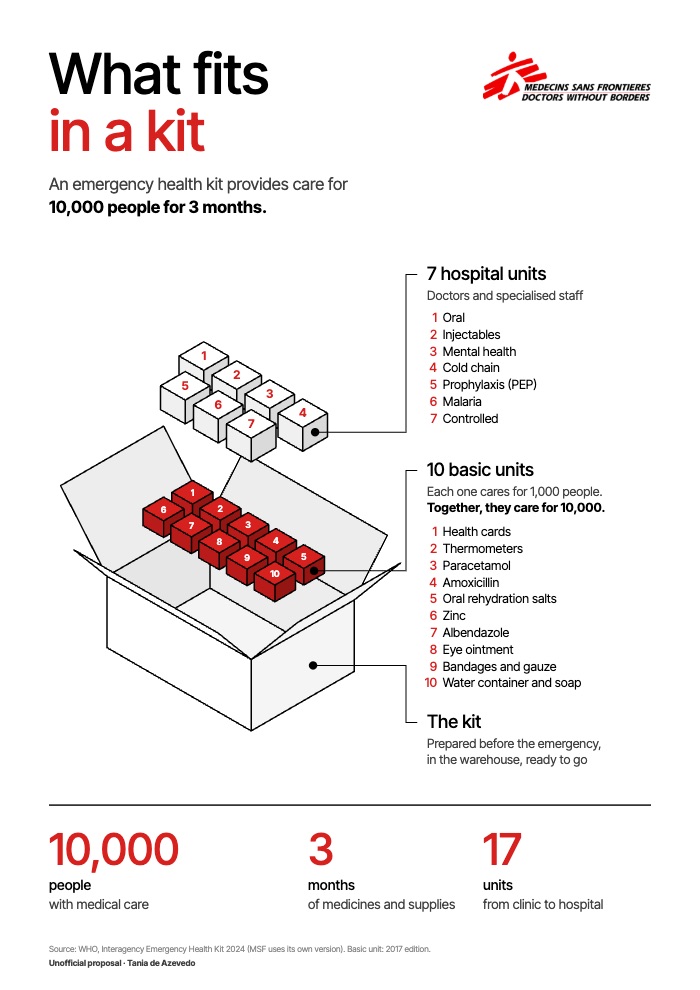 What fits
in a kit
MEDECINS SANS FRONTIERES
DOCTORS WITHOUT BORDERS
An emergency health kit provides care for
10,000 people for 3 months.
7 hospital units
Doctors and specialised staff
1 Oral
2 Injectables
3 Mental health
4 Cold chain
5 Prophylaxis (PEP)
6 Malaria
7 Controlled
1
2
3
4
5
6
7
10 basic units
Each one cares for 1,000 people.
Together, they care for 10,000.
1 Health cards
2 Thermometers
3 Paracetamol
4 Amoxicillin
5 Oral rehydration salts
6 Zinc
7 Albendazole
8 Eye ointment
9 Bandages and gauze
10 Water container and soap
1
2
3
4
5
6
7
8
9
10
The kit
Prepared before the emergency,
in the warehouse, ready to go
10,000
people
with medical care
3
months
of medicines and supplies
17
units
from clinic to hospital
Source: WHO, Interagency Emergency Health Kit 2024 (MSF uses its own version). Basic unit: 2017 edition.
Unofficial proposal · Tania de Azevedo